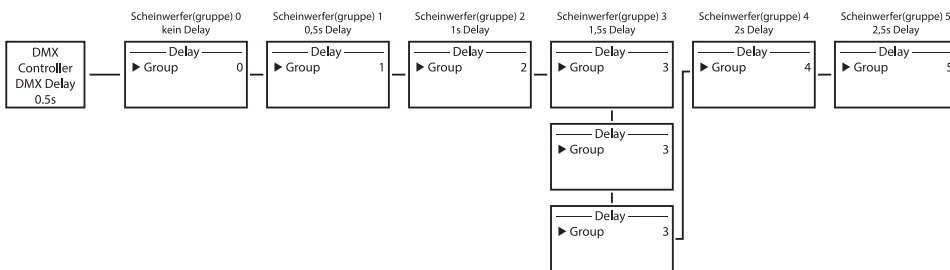 Scheinwerfer(gruppe) 0
kein Delay
Scheinwerfer(gruppe) 1
0,5s Delay
Scheinwerfer(gruppe) 2
1s Delay
Scheinwerfer(gruppe) 3
1,5s Delay
Scheinwerfer(gruppe) 4
2s Delay
Scheinwerfer(gruppe) 5
2,5s Delay
DMX
Controller
DMX Delay
0.5s
Delay
▶ Group 0
Delay
▶ Group 1
Delay
▶ Group 2
Delay
▶ Group 3
Delay
▶ Group 4
Delay
▶ Group 5
Delay
▶ Group 3
Delay
▶ Group 3